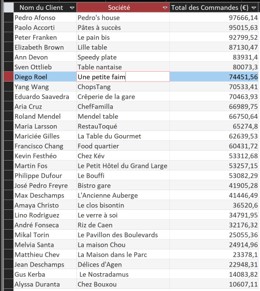 Nom du Client Société Total des Commandes (€)
Pedro Afonso Pedro's house 97666,14
Paolo Accorti Pâtes à succès 95015,63
Peter Franken Le pain bis 92799,52
Elizabeth Brown Lille table 87130,47
Ann Devon Speedy plate 83931,4
Sven Ottlieb Table nantaise 80073,3
Diego Roel Une petite faim 74451,56
Yang Wang ChopsTang 70533,41
Eduardo Saavedra Crêperie de la gare 70463,93
Aria Cruz ChefFamilla 66989,75
Roland Mendel Mendel table 66750,64
Maria Larsson RestauToqué 65274,8
Mariciée Gilles La Table du Gourmet 62639,53
Francisco Chang Food quartier 60431,72
Kevin Festhéo Chez Kév 53312,68
Martin Fox Le Petit Hôtel du Grand Large 53257,15
Philippe Dufour Le Bouffi 53082,29
José Pedro Freyre Bistro gare 41905,28
Max Deschamps L'Ancienne Auberge 41549,49
Amaya Christo Le clos bisontin 36520,6
Lino Rodriguez Le verre à soi 34791,95
André Fonseca Riz de Caen 32176,32
Mikal Torin Le Pavillon des Boulevards 25055,36
Melvia Santa La maison Chou 24914,96
Matthieu Chev La Maison dans le Parc 23378,1
Jean Deschamps Délices d'Agen 22948,31
Gus Kerba Le Nostradamus 14083,82
Alyssa Duranta Chez Bouxou 10607,11